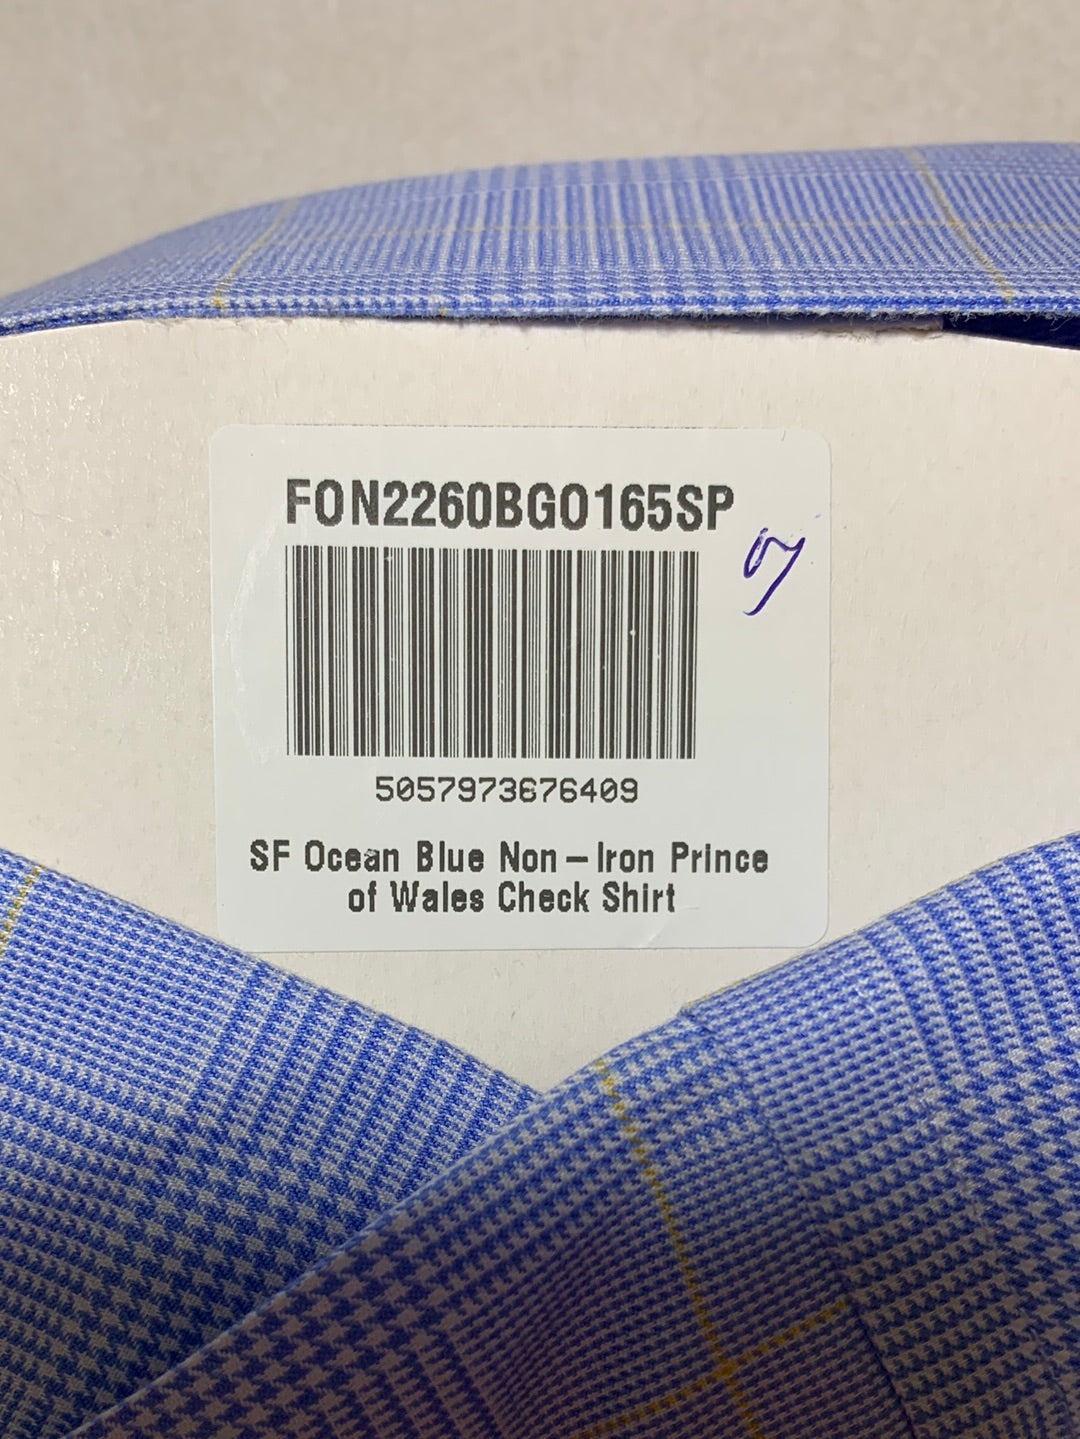 FON2260BGO165SP
5057973676409
SF Ocean Blue Non-Iron Prince
of Wales Check Shirt